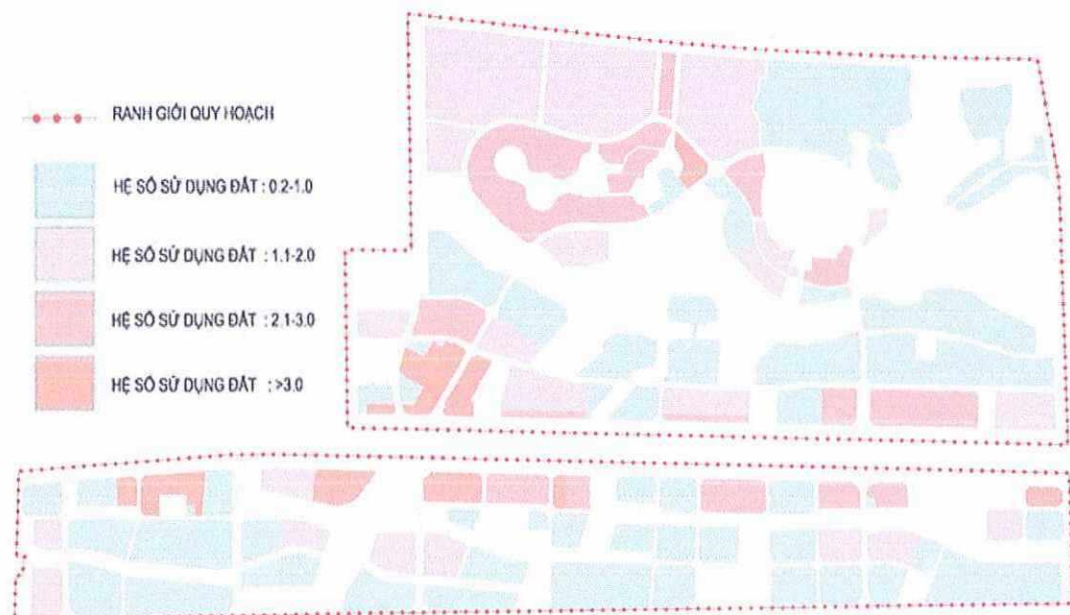 RANH GIỚI QUY HOẠCH
HỆ SỐ SỬ DỤNG ĐẤT : 0.2-1.0
HỆ SỐ SỬ DỤNG ĐẤT : 1.1-2.0
HỆ SỐ SỬ DỤNG ĐẤT : 2.1-3.0
HỆ SỐ SỬ DỤNG ĐẤT : >3.0